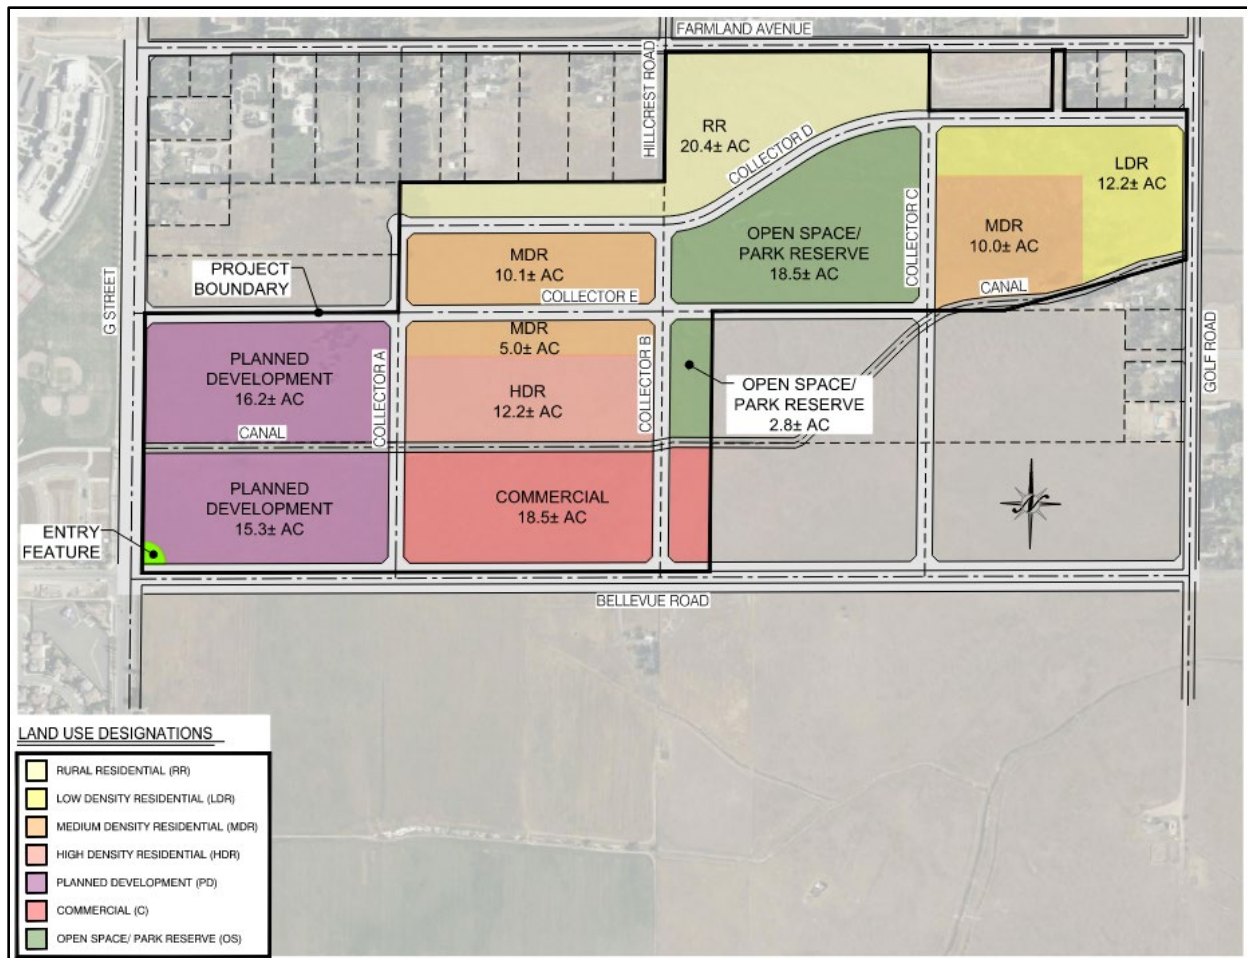 FARMLAND AVENUE
HILLCREST ROAD
RR
20.4± AC
COLLECTOR D
LDR
12.2± AC
OPEN SPACE/
PARK RESERVE
18.5± AC
COLLECTOR C
MDR
10.0± AC
MDR
10.1± AC
PROJECT
BOUNDARY
COLLECTOR E
CANAL
G STREET
GOLF ROAD
PLANNED
DEVELOPMENT
16.2± AC
COLLECTOR A
MDR
5.0± AC
HDR
12.2± AC
COLLECTOR B
OPEN SPACE/
PARK RESERVE
2.8± AC
CANAL
PLANNED
DEVELOPMENT
15.3± AC
COMMERCIAL
18.5± AC
N
ENTRY
FEATURE
BELLEVUE ROAD
LAND USE DESIGNATIONS
RURAL RESIDENTIAL (RR)
LOW DENSITY RESIDENTIAL (LDR)
MEDIUM DENSITY RESIDENTIAL (MDR)
HIGH DENSITY RESIDENTIAL (HDR)
PLANNED DEVELOPMENT (PD)
COMMERCIAL (C)
OPEN SPACE/ PARK RESERVE (OS)